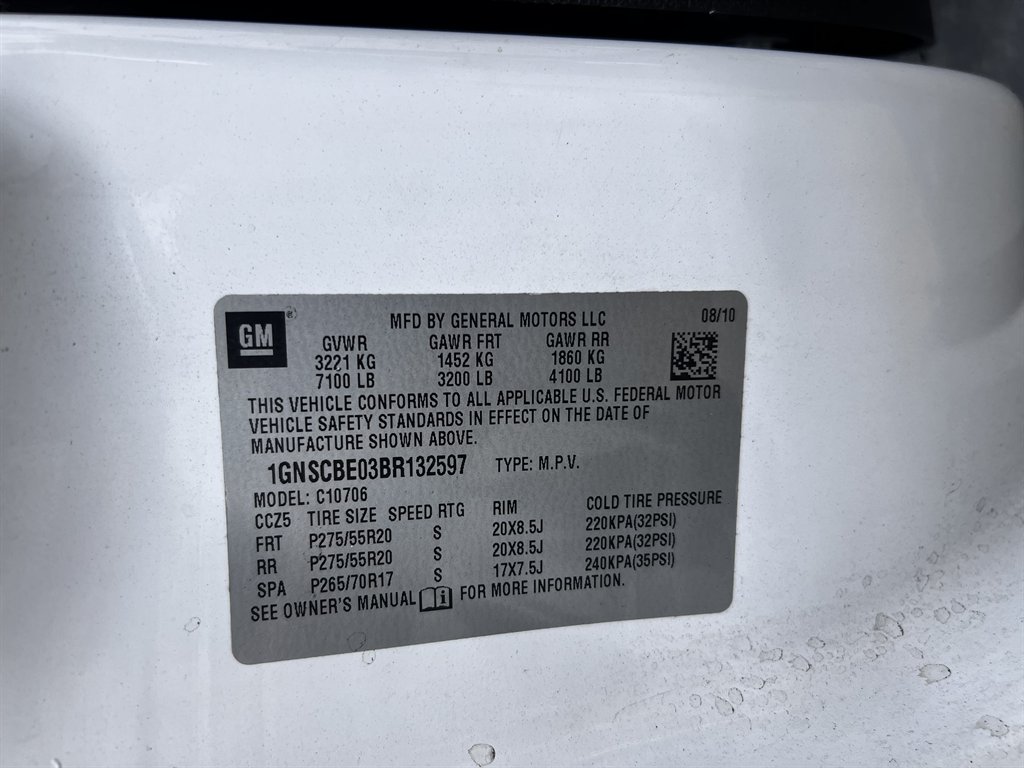 GM ® MFD BY GENERAL MOTORS LLC 08/10
GVWR GAWR FRT GAWR RR
3221 KG 1452 KG 1860 KG
7100 LB 3200 LB 4100 LB
THIS VEHICLE CONFORMS TO ALL APPLICABLE U.S. FEDERAL MOTOR
VEHICLE SAFETY STANDARDS IN EFFECT ON THE DATE OF
MANUFACTURE SHOWN ABOVE.
1GNSCBE03BR132597 TYPE: M.P.V.
MODEL: C10706
CCZ5 TIRE SIZE SPEED RTG RIM COLD TIRE PRESSURE
FRT P275/55R20 S 20X8.5J 220KPA(32PSI)
RR P275/55R20 S 20X8.5J 220KPA(32PSI)
SPA P265/70R17 S 17X7.5J 240KPA(35PSI)
SEE OWNER'S MANUAL i FOR MORE INFORMATION.